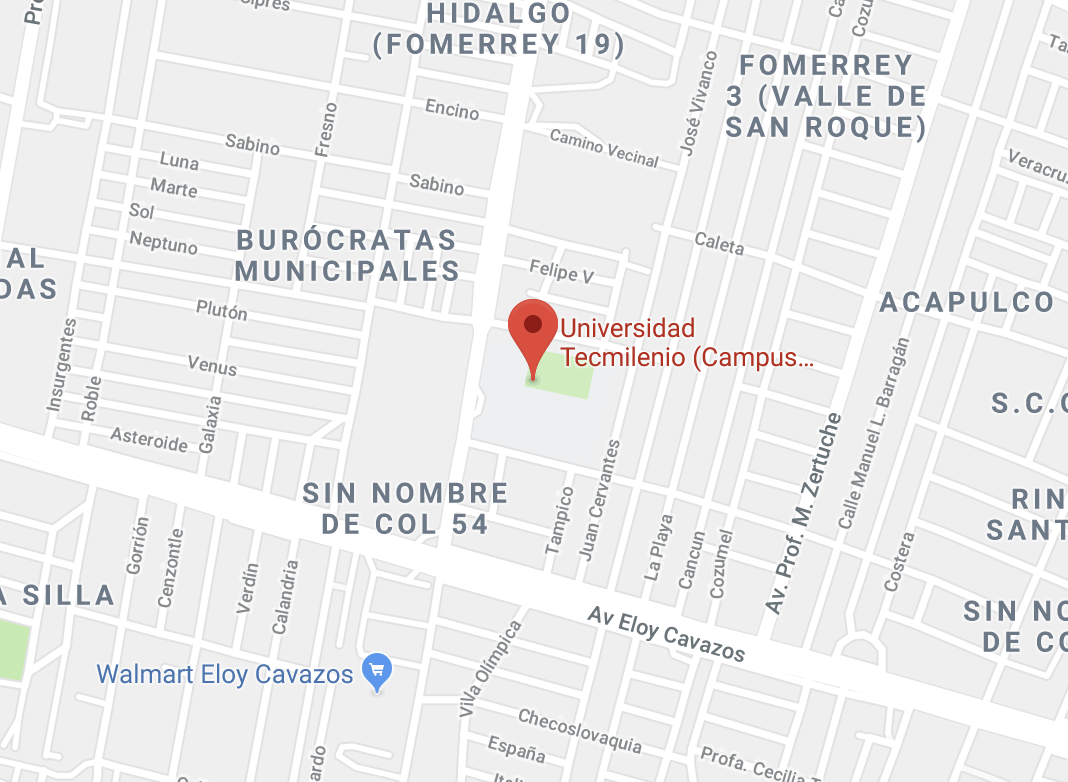 Cipres
HIDALGO
(FOMERREY 19)
FOMERREY
3 (VALLE DE
SAN ROQUE)
José Vivanco
Encino
Fresno
Sabino
Camino Vecinal
Luna
Marte
Sabino
Veracru
Sol
Neptuno
BURÓCRATAS
MUNICIPALES
Caleta
AL
DAS
Felipe V
ACAPULCO
Plutón
Universidad
Tecmilenio (Campus...
Insurgentes
Roble
Venus
Galaxia
Asteroide
Calle Manuel L. Barragán
S.C.
Av. Prof. M. Zertuche
SIN NOMBRE
DE COL 54
RIN
SANT
Tampico
Juan Cervantes
La Playa
Cancun
Cozumel
Costera
Gorrión
Cenzontle
Verdín
Calandria
A SILLA
SIN NO
DE CO
Av Eloy Cavazos
Walmart Eloy Cavazos
Villa Olímpica
Checoslovaquia
España
Profa. Cecilia T
ardo